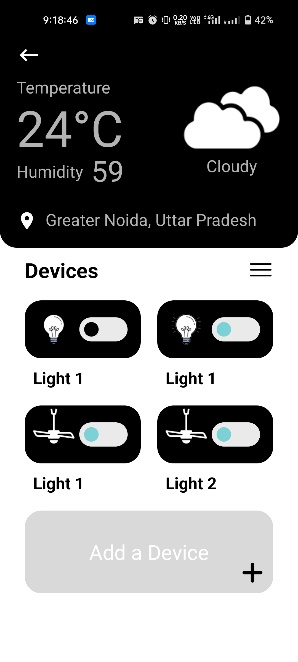 9:18:46
42%
Temperature
24°C
Humidity 59
Cloudy
Greater Noida, Uttar Pradesh
Devices
Light 1
Light 1
Light 1
Light 2
Add a Device